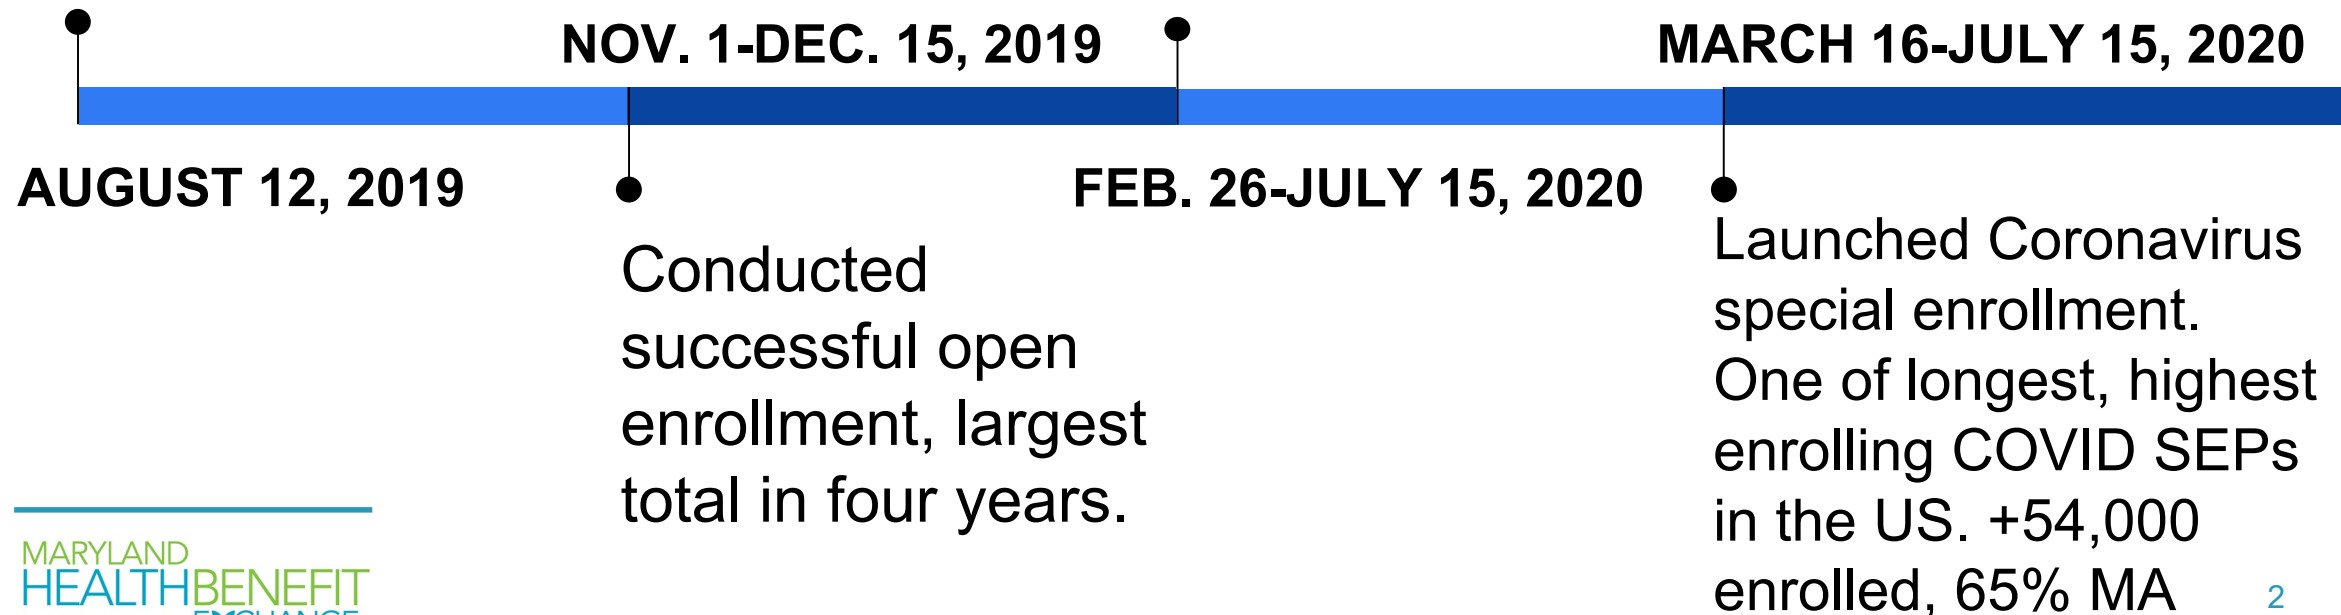 NOV. 1-DEC. 15, 2019
MARCH 16-JULY 15, 2020
AUGUST 12, 2019
FEB. 26-JULY 15, 2020
Conducted
successful open
enrollment, largest
total in four years.
Launched Coronavirus
special enrollment.
One of longest, highest
enrolling COVID SEPs
in the US. +54,000
enrolled, 65% MA
MARYLAND
HEALTHBENEFIT
EXCHANGE
2